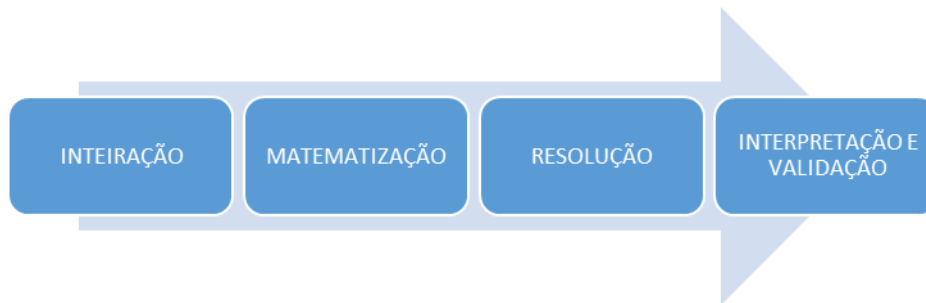 INTEIRAÇÃO
MATEMATIZAÇÃO
RESOLUÇÃO
INTERPRETAÇÃO E
VALIDAÇÃO